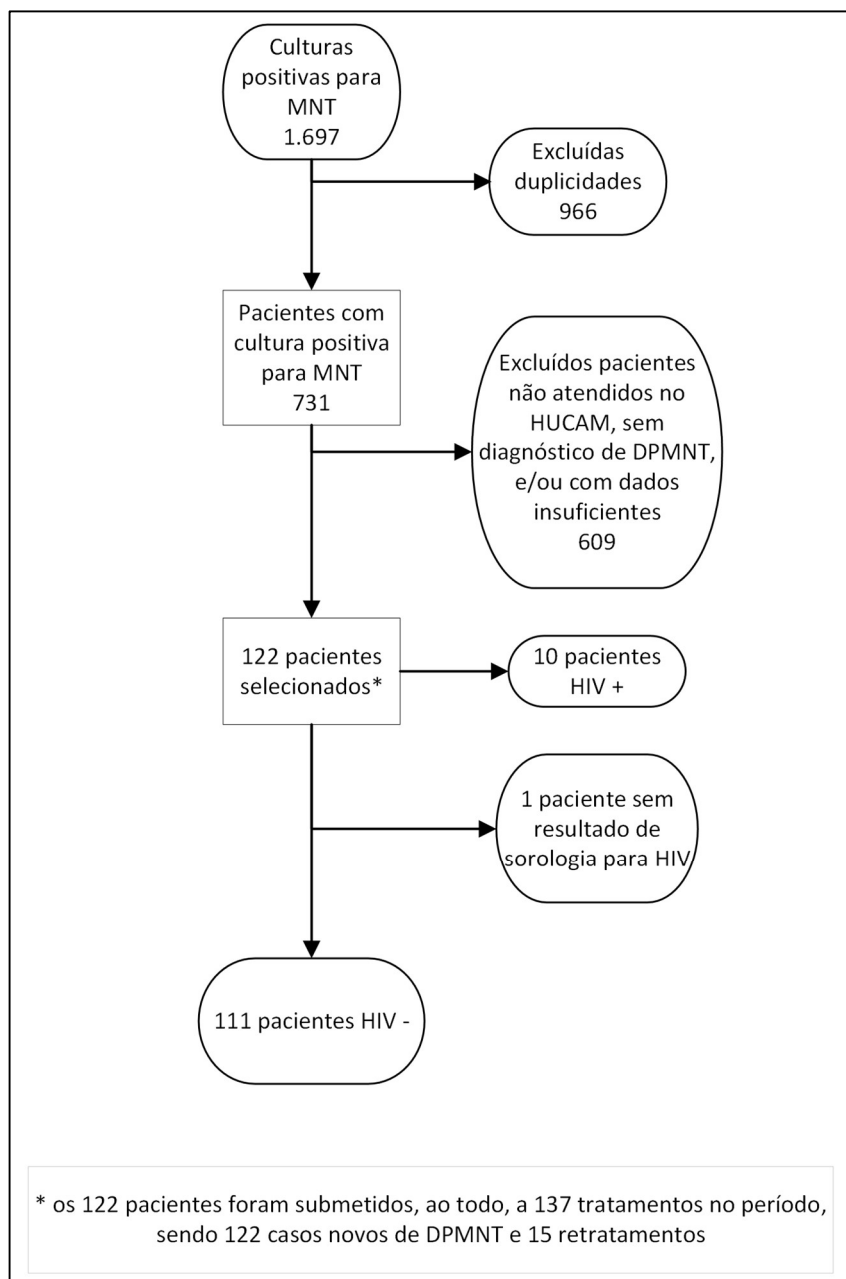 Culturas
positivas para
MNT
1.697
Excluídas
duplicidades
966
Pacientes com
cultura positiva
para MNT
731
Excluídos pacientes
não atendidos no
HUCAM, sem
diagnóstico de DPMNT,
e/ou com dados
insuficientes
609
122 pacientes
selecionados*
10 pacientes
HIV +
1 paciente sem
resultado de
sorologia para HIV
111 pacientes HIV -
* os 122 pacientes foram submetidos, ao todo, a 137 tratamentos no período,
sendo 122 casos novos de DPMNT e 15 retratamentos